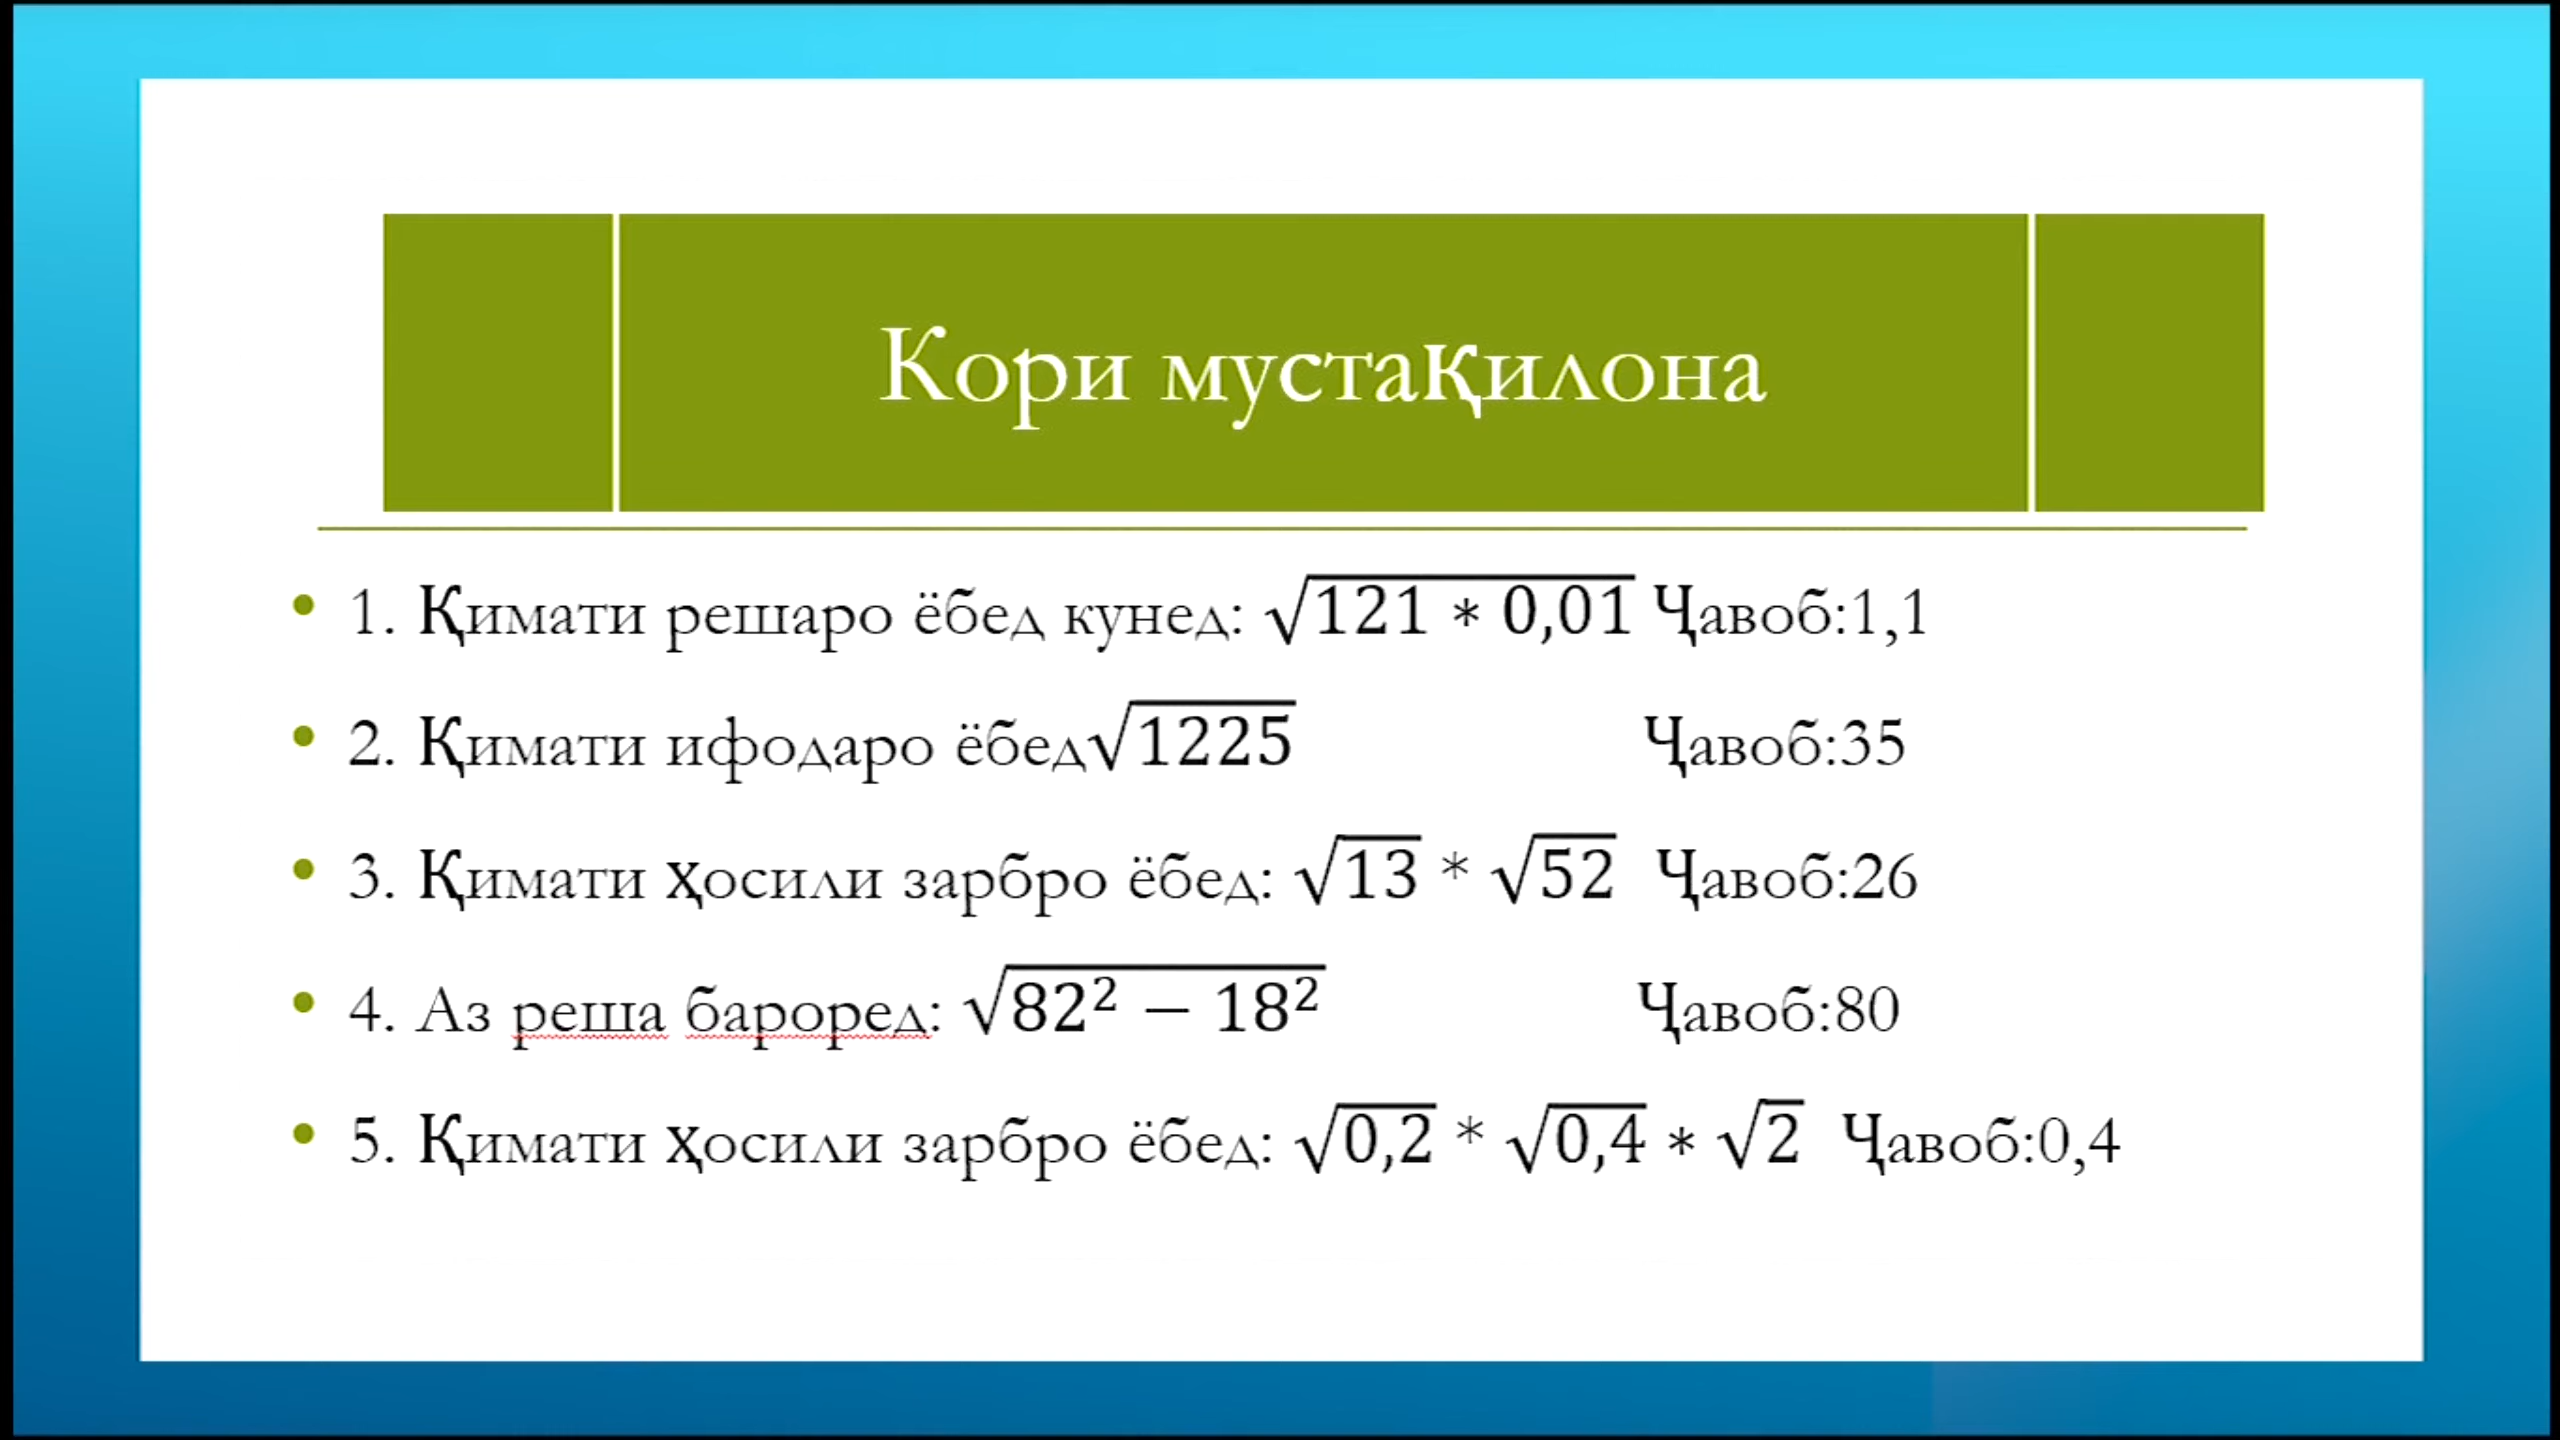 Кори мустақилона
• 1. Қимати решаро ёбед кунед: √121 * 0,01 Ҷавоб:1,1
• 2. Қимати ифодаро ёбед√1225 Ҷавоб:35
• 3. Қимати ҳосили зарбро ёбед: √13 * √52 Ҷавоб:26
• 4. Аз реша бароред: √82² − 18² Ҷавоб:80
• 5. Қимати ҳосили зарбро ёбед: √0,2 * √0,4 * √2 Ҷавоб:0,4